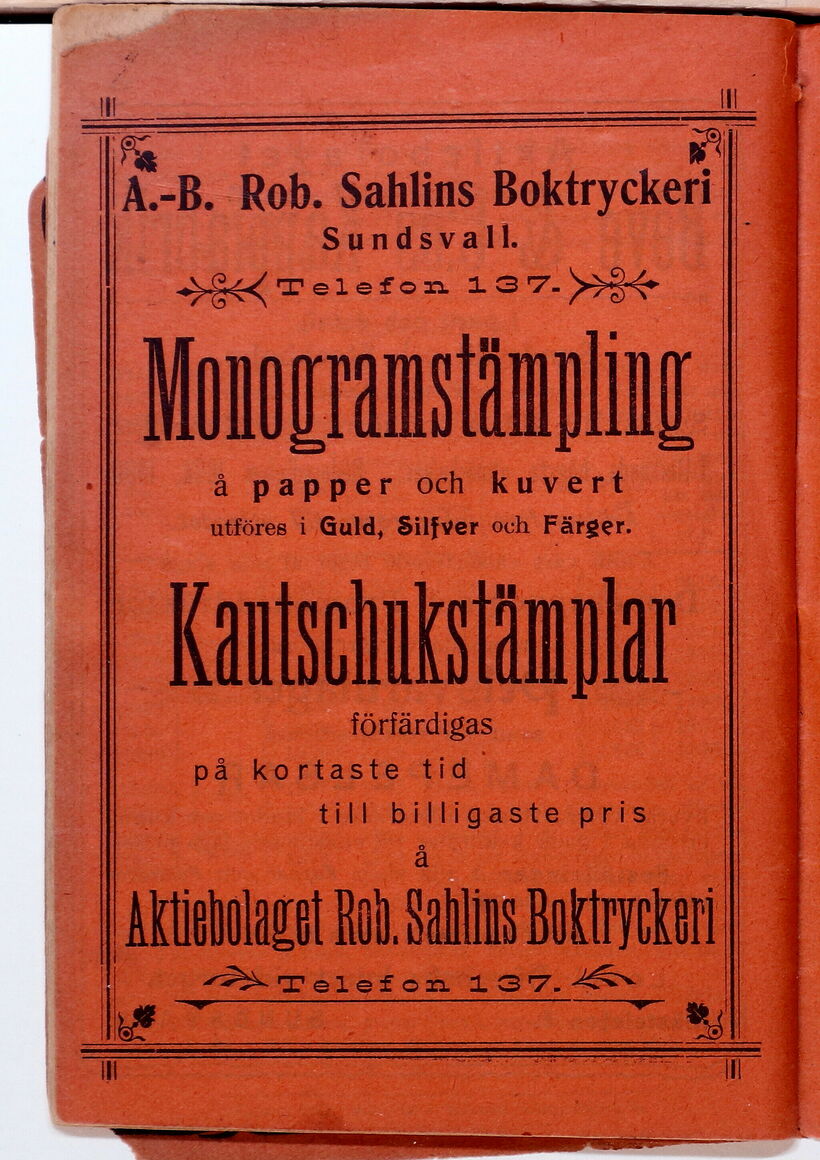 A.-B. Rob. Sahlins Boktryckeri
Sundsvall.
Telefon 137.
Monogramstämpling
å papper och kuvert
utföres i Guld, Silfver och Färger.
Kautschukstämplar
förfärdigas
på kortaste tid
till billigaste pris
å
Aktiebolaget Rob. Sahlins Boktryckeri
Telefon 137.